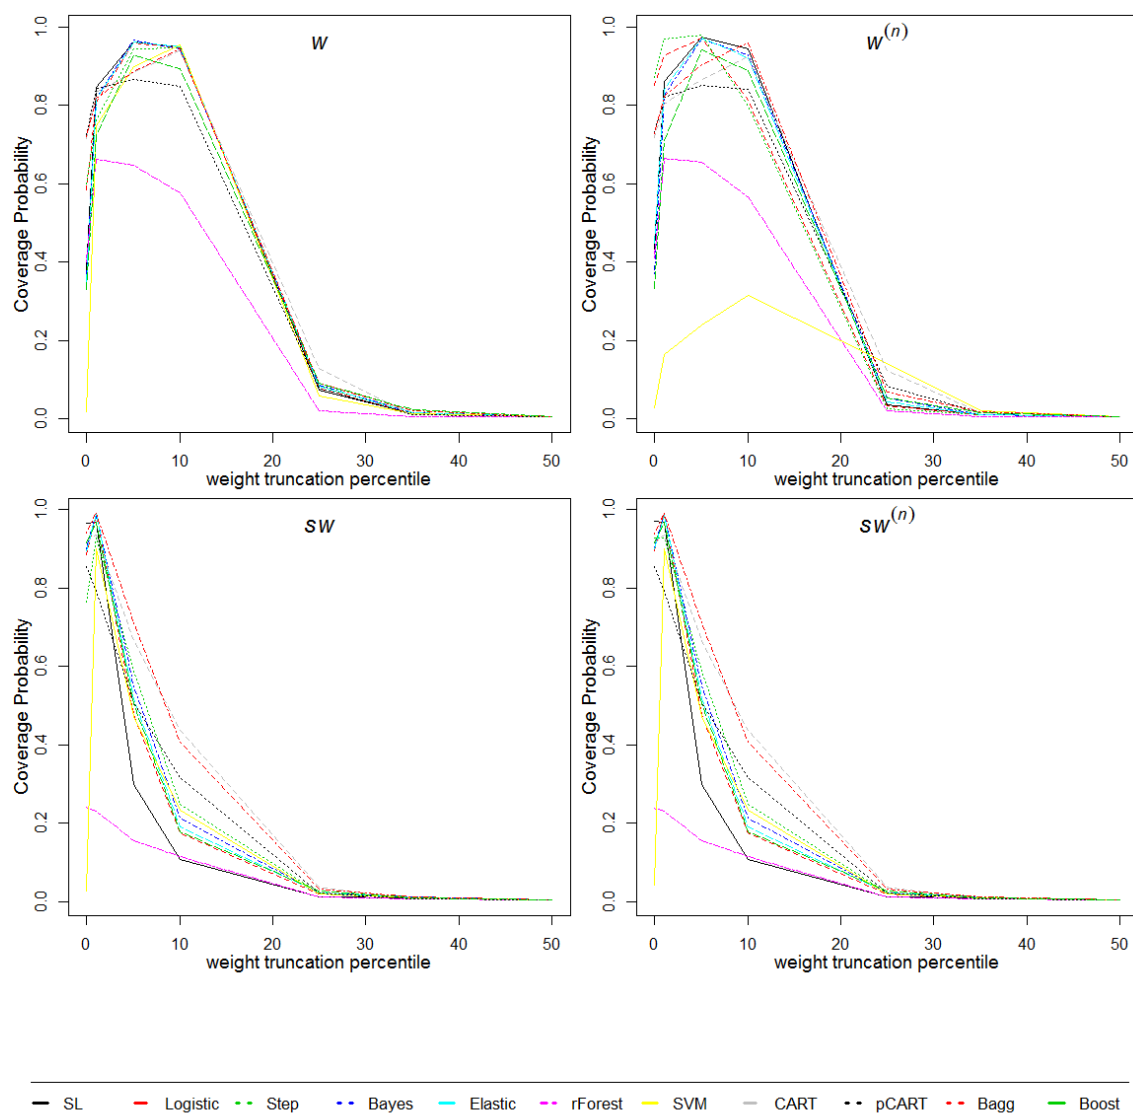 w
Coverage Probability
0.0 0.2 0.4 0.6 0.8 1.0
0 10 20 30 40 50
weight truncation percentile
w(n)
Coverage Probability
0.0 0.2 0.4 0.6 0.8 1.0
0 10 20 30 40 50
weight truncation percentile
sw
Coverage Probability
0.0 0.2 0.4 0.6 0.8 1.0
0 10 20 30 40 50
weight truncation percentile
sw(n)
Coverage Probability
0.0 0.2 0.4 0.6 0.8 1.0
0 10 20 30 40 50
weight truncation percentile
SL Logistic Step Bayes Elastic rForest SVM CART pCART Bagg Boost